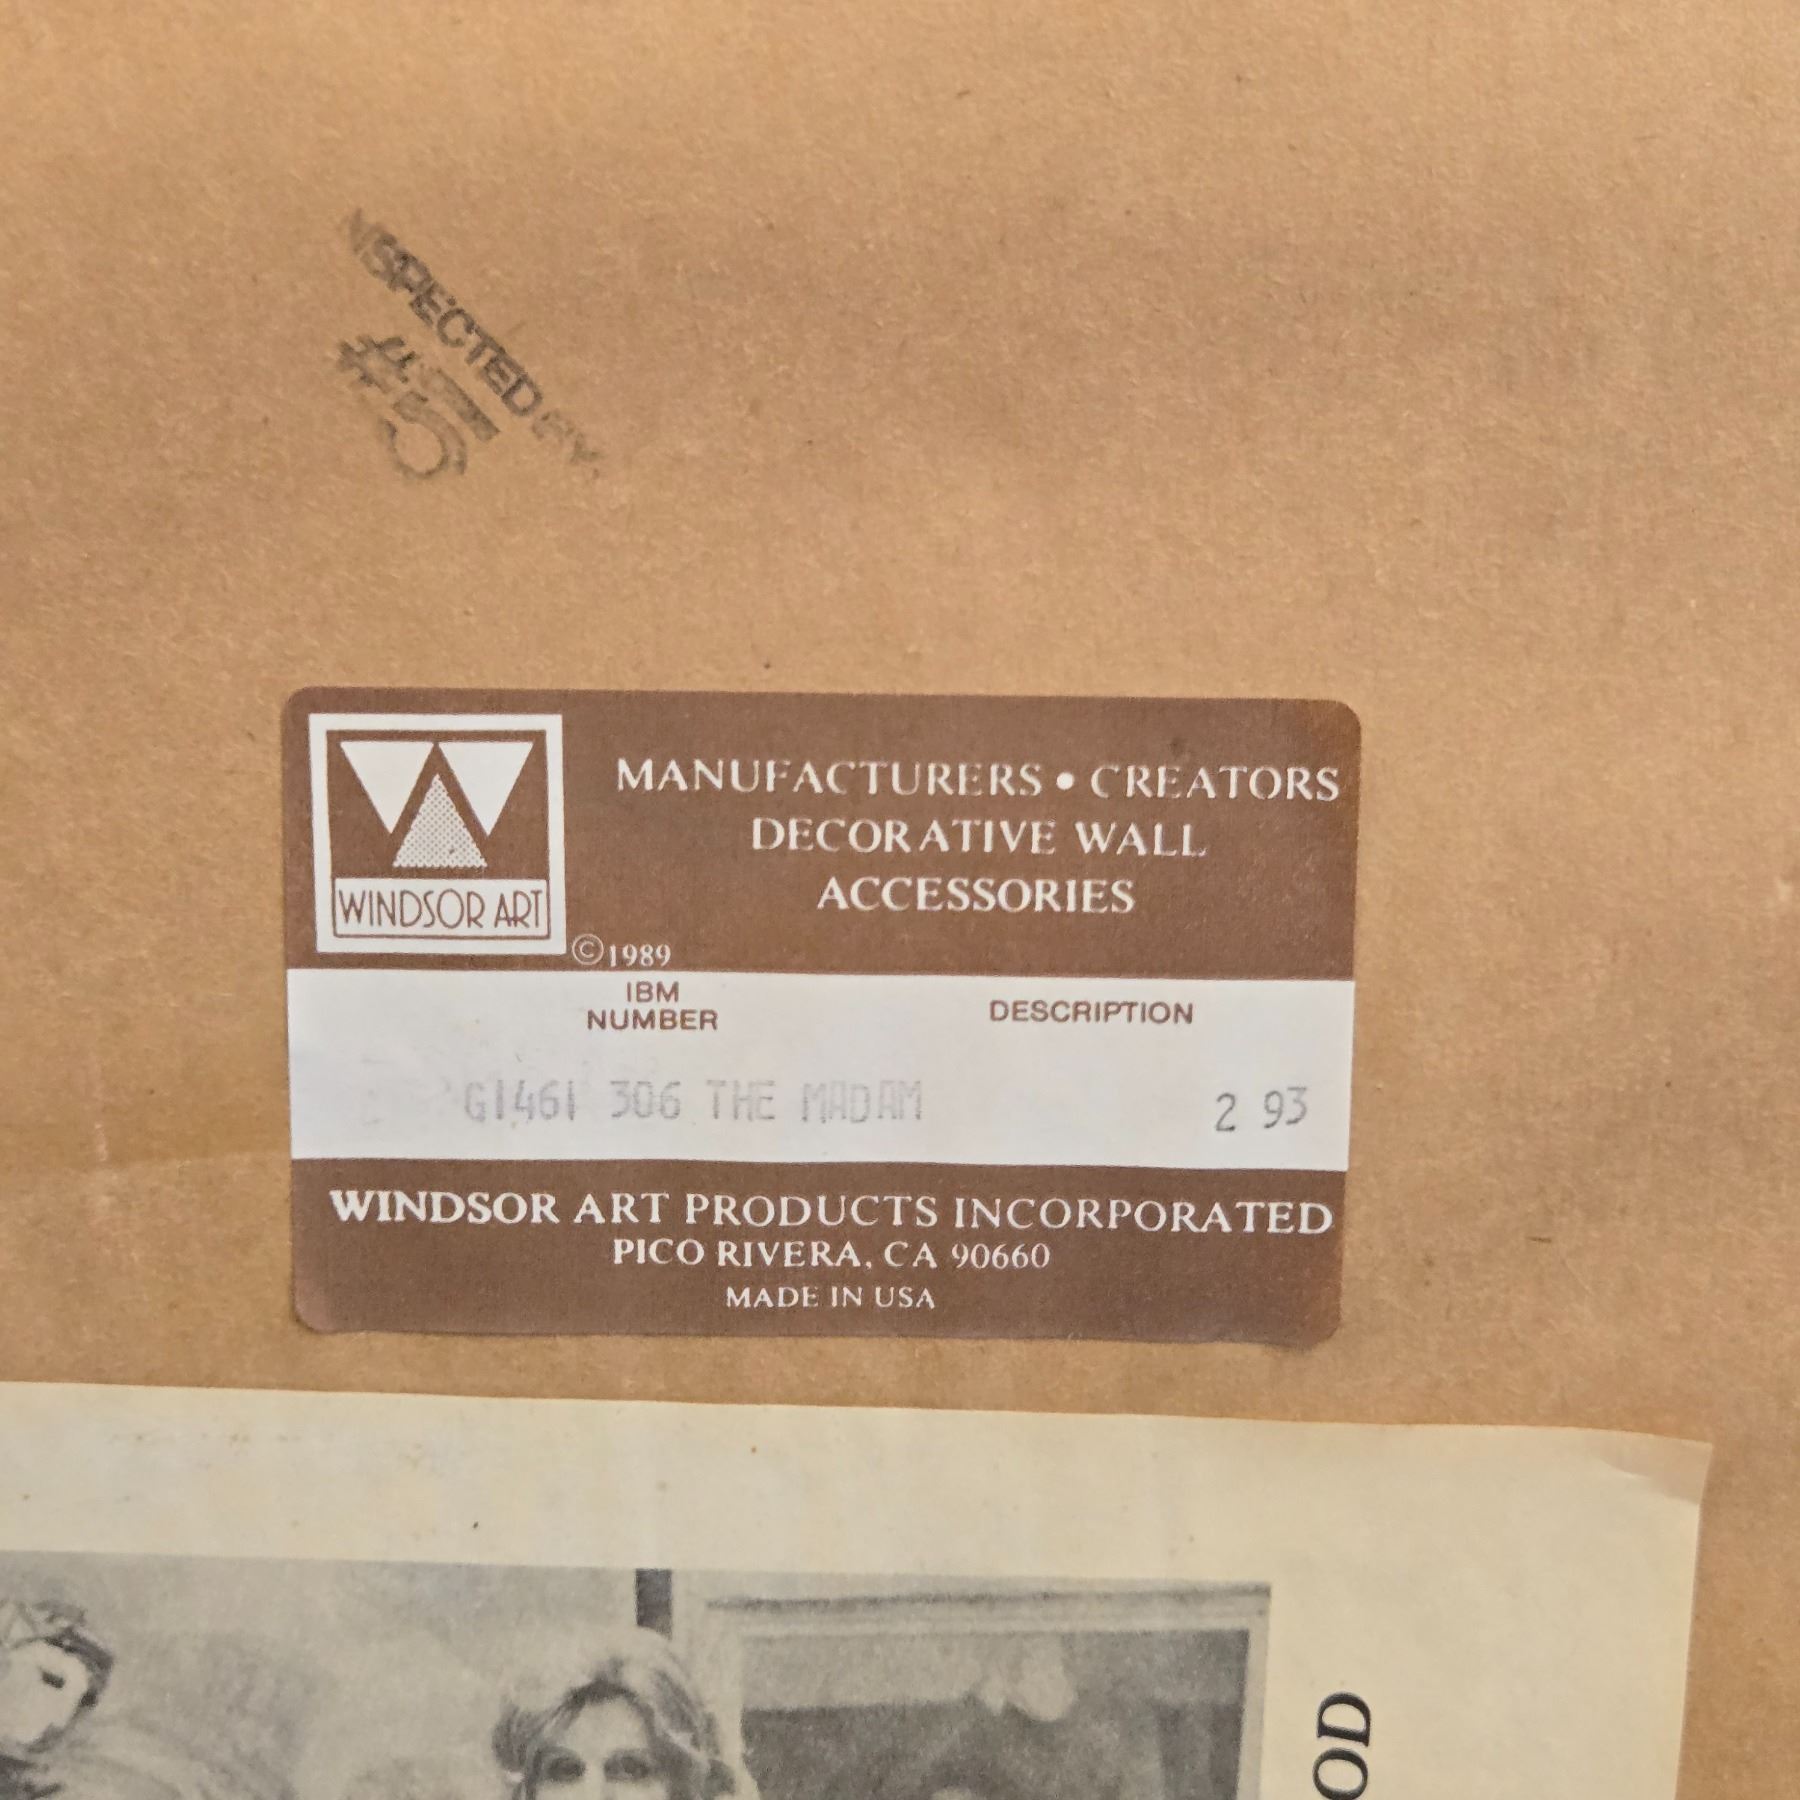 INSPECTED BY
#5
MANUFACTURERS • CREATORS
DECORATIVE WALL
ACCESSORIES
WINDSOR ART
©1989
IBM
NUMBER
DESCRIPTION
G1461 306 THE MADAM
2 93
WINDSOR ART PRODUCTS INCORPORATED
PICO RIVERA, CA 90660
MADE IN USA
OD